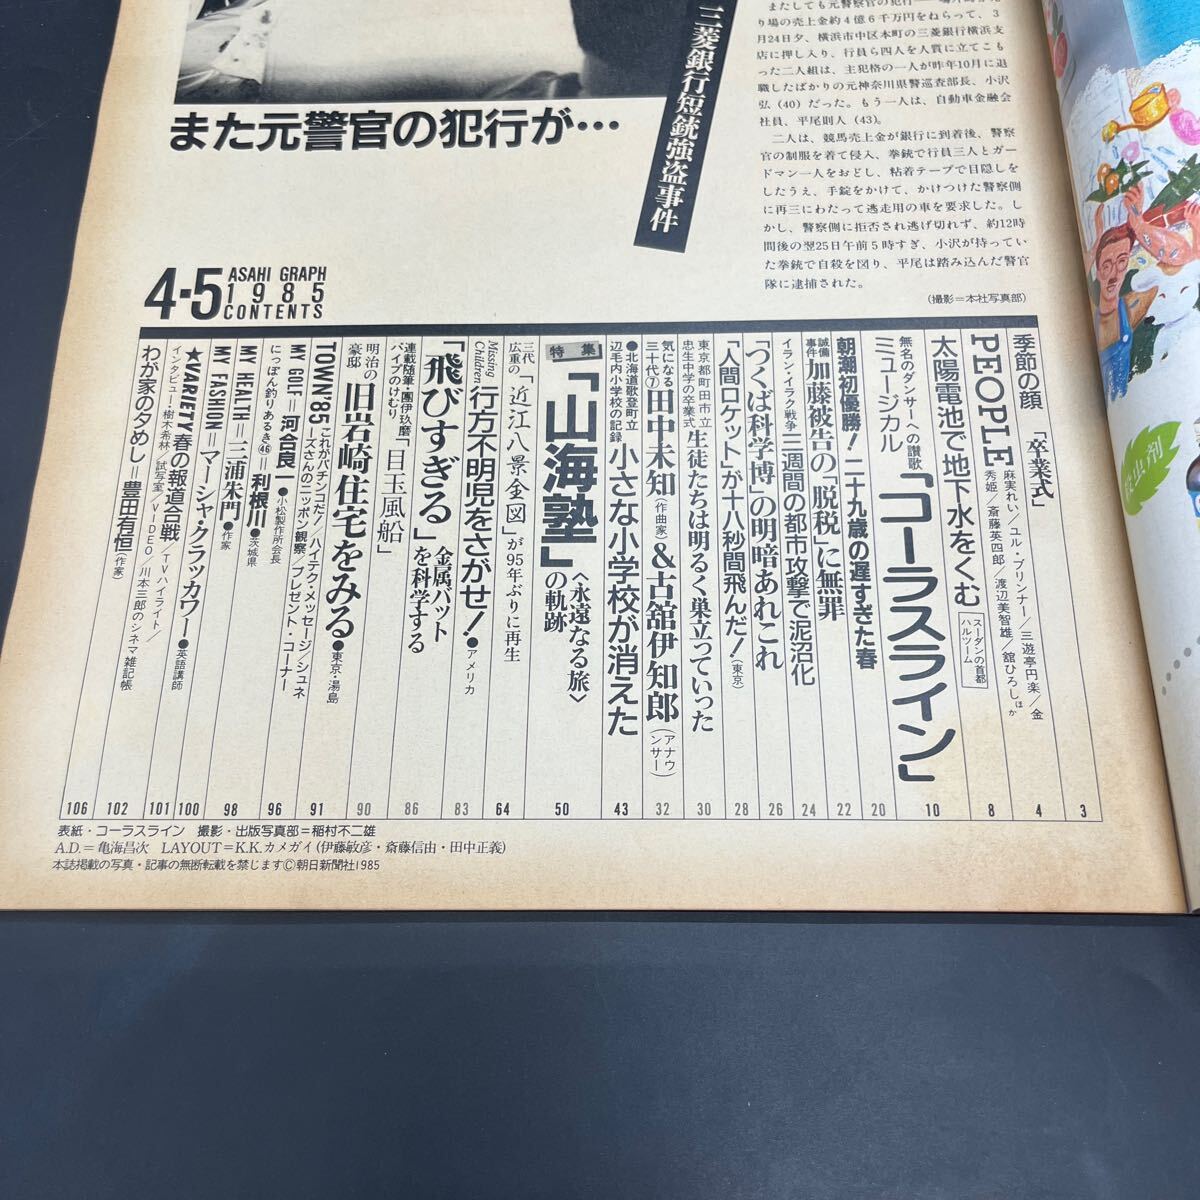 また元警官の犯行が…
三菱銀行短銃強盗事件
またしても元警察官の犯行──
り場の売上金約4億6千万円をねらって、3
月24日夕、横浜市中区本町の三菱銀行横浜支
店に押し入り、行員ら四人を人質に立てこも
った二人組は、主犯格の一人が昨年10月に退
職したばかりの元神奈川県警巡査部長、小沢
弘（40）だった。もう一人は、自動車金融会
社員、平尾則人（43）。
二人は、競馬売上金が銀行に到着後、警察
官の制服を着て侵入、拳銃で行員三人とガー
ドマン一人をおどし、粘着テープで目隠しを
したうえ、手錠をかけて、かけつけた警察側
に再三にわたって逃走用の車を要求した。し
かし、警察側に拒否され逃げ切れず、約12時
間後の翌25日午前5時すぎ、小沢が持ってい
た拳銃で自殺を図り、平尾は踏み込んだ警官
隊に逮捕された。
（撮影＝本社写真部）
4・5
ASAHI GRAPH
1985
CONTENTS
季節の顔　「卒業式」
3
PEOPLE
麻実れい／ユル・ブリンナー／三遊亭円楽／金
秀姫／斎藤英四郎／渡辺美智雄／舘ひろしほか
4
太陽電池で地下水をくむ
スーダンの首都
ハルツーム
8
無名のダンサーへの讃歌
ミュージカル「コーラスライン」
10
朝潮初優勝！二十九歳の遅すぎた春
20
誠備
事件
加藤被告の「脱税」に無罪
22
イラン・イラク戦争
三週間の都市攻撃で泥沼化
24
「つくば科学博」の明暗あれこれ
26
「人間ロケット」が十八秒間飛んだ！（東京）
28
東京都町田市立
忠生中学の卒業式
生徒たちは明るく巣立っていった
30
気になる
三十代⑦
田中未知（作曲家）＆古舘伊知郎（アナウンサー）
32
●北海道歌登町立
辺毛内小学校の記録
小さな小学校が消えた
43
特集
「山海塾」〈永遠なる旅〉の軌跡
50
三代
広重の
「近江八景全図」が95年ぶりに再生
Missing
Children
行方不明児をさがせ！●アメリカ
64
「飛びすぎる」金属バット
を科学する
83
連載随筆・團伊玖磨
パイプのけむり
「目玉風船」
86
明治の
豪邸
旧岩崎住宅をみる●東京・湯島
90
TOWN'85
これがパチンコだ！／ハイテク・メッセージ／シュネ
ーズさんのニッポン観察／プレゼント・コーナー
91
MY GOLF＝河合良一●小松製作所会長
96
にっぽん釣りあるき㊻＝利根川●茨城県
MY HEALTH＝三浦朱門●作家
98
MY FASHION＝マーシャ・クラッカワー●英語講師
100
★VARIETY春の報道合戦
インタビュー・樹木希林／試写室／VIDEO／TVハイライト／川本三郎のシネマ雑記帳
101
102
わが家の夕めし＝豊田有恒（作家）
106
表紙・コーラスライン　撮影・出版写真部＝稲村不二雄
A.D.＝亀海昌次　LAYOUT＝K.K.カメガイ（伊藤敏彦・斎藤信由・田中正義）
本誌掲載の写真・記事の無断転載を禁じます©朝日新聞社1985